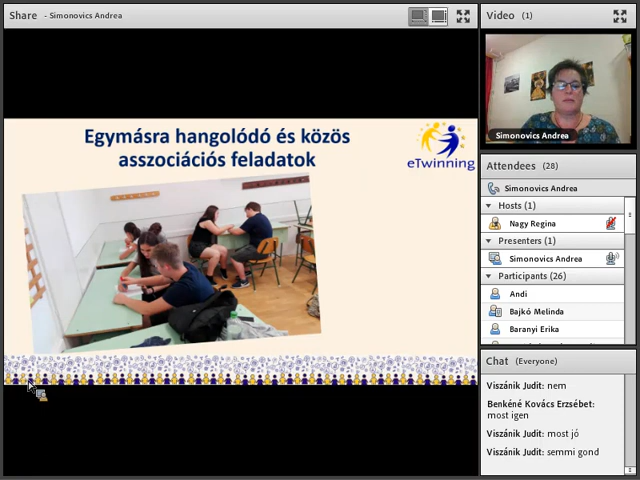 Share - Simonovics Andrea
Egymásra hangolódó és közös
asszociációs feladatok
eTwinning
Video (1)
Simonovics Andrea
Attendees (28)
Simonovics Andrea
Hosts (1)
Nagy Regina
Presenters (1)
Simonovics Andrea
Participants (26)
Andi
Bajkó Melinda
Baranyi Erika
Chat (Everyone)
Viszánik Judit: nem
Benkéné Kovács Erzsébet:
most igen
Viszánik Judit: most jó
Viszánik Judit: semmi gond